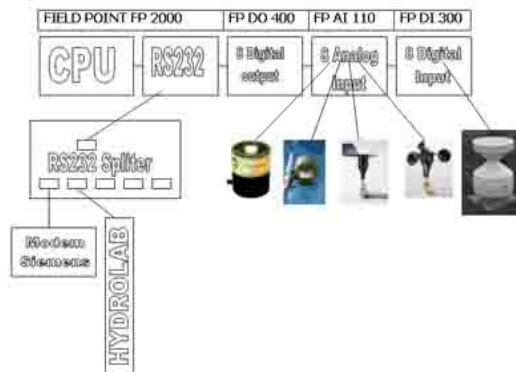 FIELD POINT FP 2000 FP DO 400 FP AI 110 FP DI 300
CPU RS232 8 Digital output 8 Analog Input 8 Digital Input
RS232 Spliter
Modem
Siemens
HYDROLAB